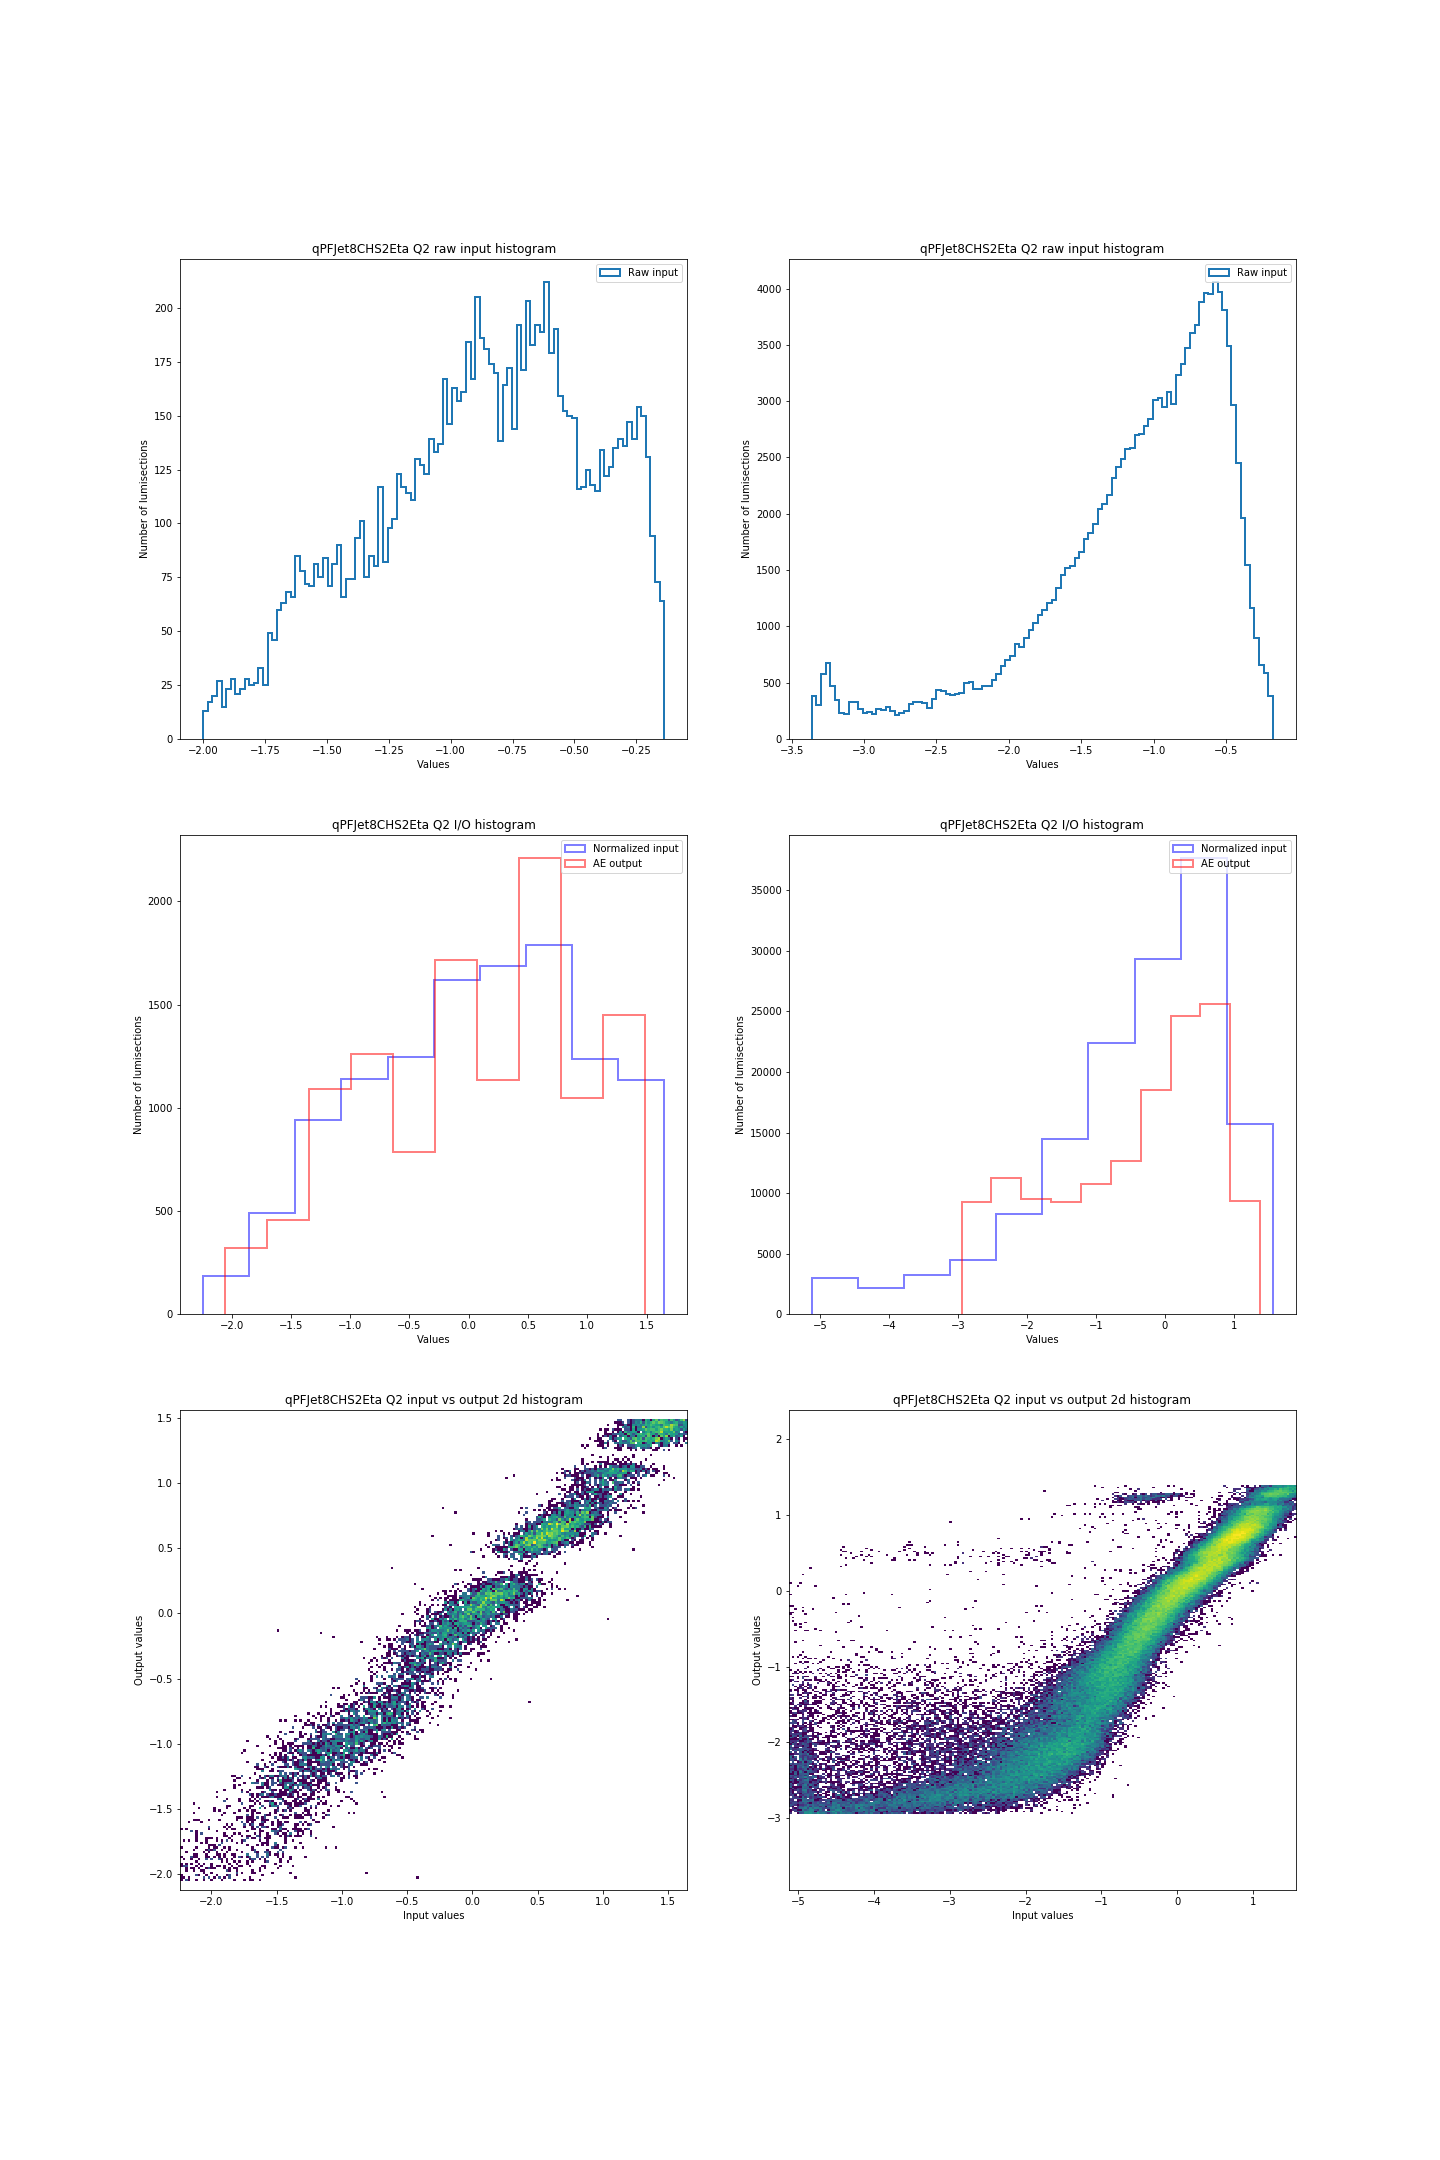 qPFJet8CHS2Eta Q2 raw input histogram
Raw input
200
175
150
125
100
75
50
25
0
Number of lumisections
−2.00 −1.75 −1.50 −1.25 −1.00 −0.75 −0.50 −0.25
Values
qPFJet8CHS2Eta Q2 raw input histogram
Raw input
4000
3500
3000
2500
2000
1500
1000
500
0
Number of lumisections
−3.5 −3.0 −2.5 −2.0 −1.5 −1.0 −0.5
Values
qPFJet8CHS2Eta Q2 I/O histogram
Normalized input
AE output
2000
1500
1000
500
0
Number of lumisections
−2.0 −1.5 −1.0 −0.5 0.0 0.5 1.0 1.5
Values
qPFJet8CHS2Eta Q2 I/O histogram
Normalized input
AE output
35000
30000
25000
20000
15000
10000
5000
0
Number of lumisections
−5 −4 −3 −2 −1 0 1
Values
qPFJet8CHS2Eta Q2 input vs output 2d histogram
1.5
1.0
0.5
0.0
−0.5
−1.0
−1.5
−2.0
Output values
−2.0 −1.5 −1.0 −0.5 0.0 0.5 1.0 1.5
Input values
qPFJet8CHS2Eta Q2 input vs output 2d histogram
2
1
0
−1
−2
−3
Output values
−5 −4 −3 −2 −1 0 1
Input values